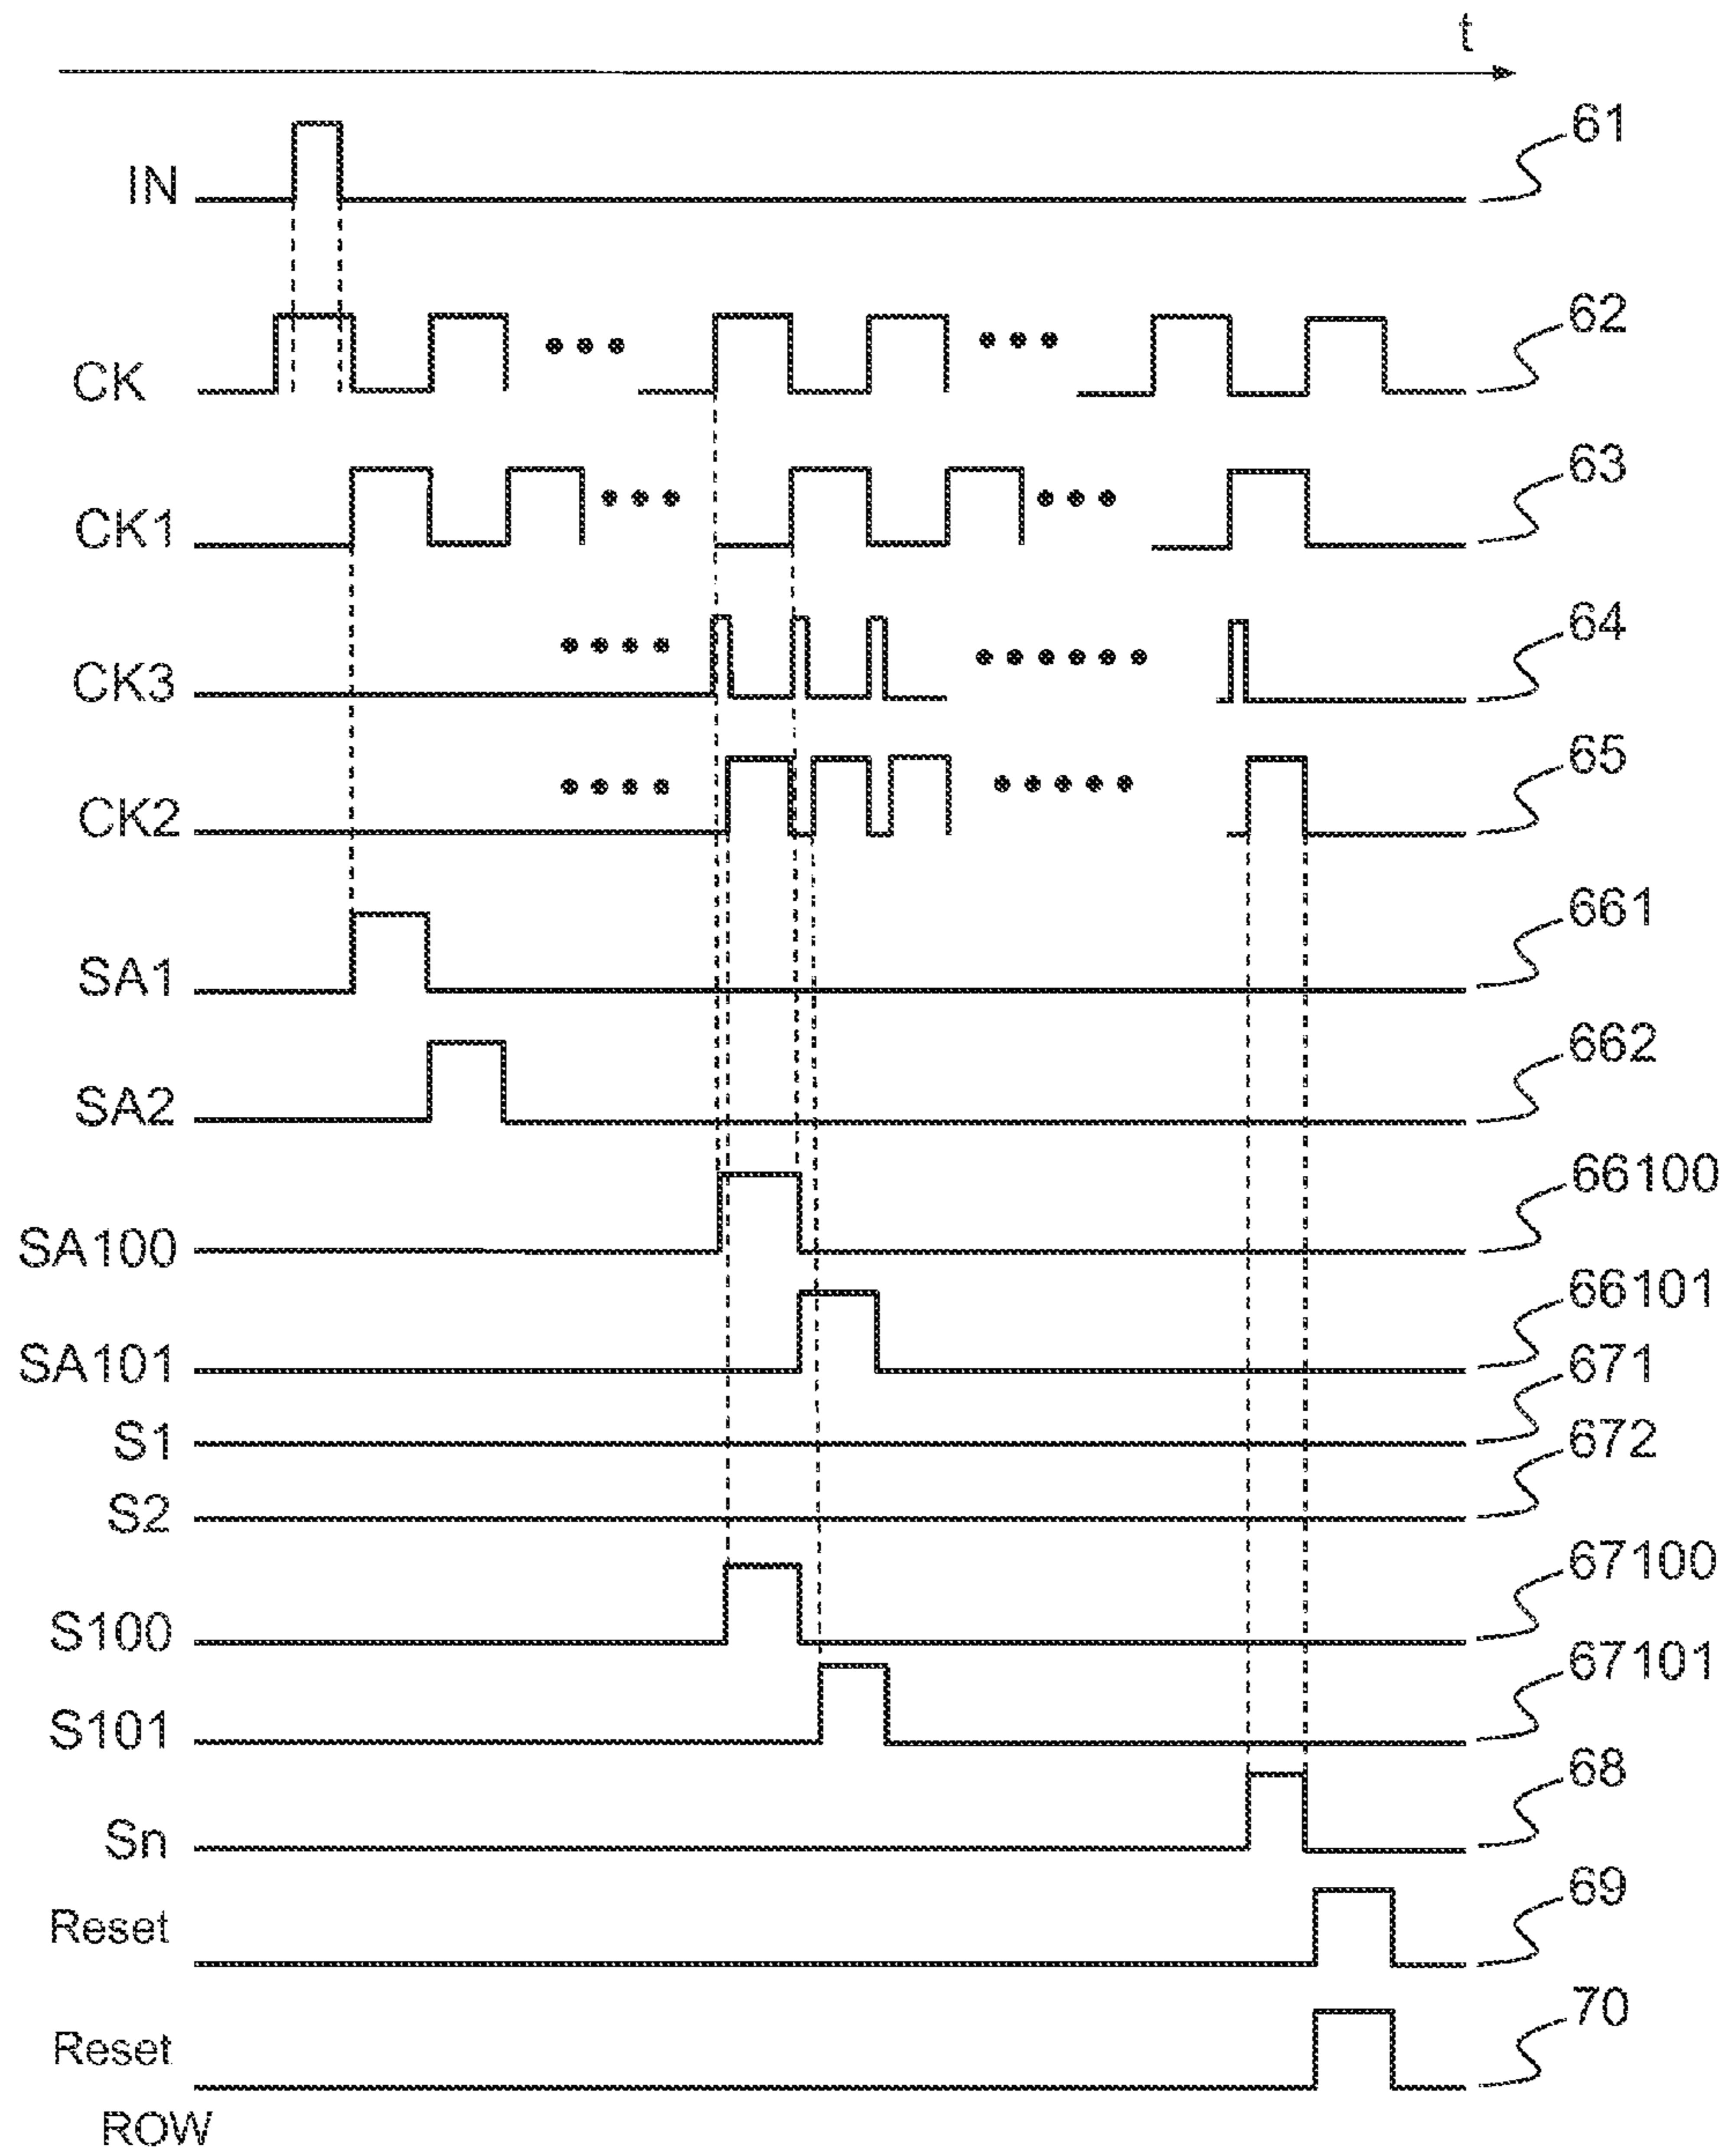 t
IN 61
CK 62
CK1 63
CK3 64
CK2 65
SA1 661
SA2 662
SA100 66100
SA101 66101
S1 671
S2 672
S100 67100
S101 67101
Sn 68
Reset 69
Reset 70
ROW